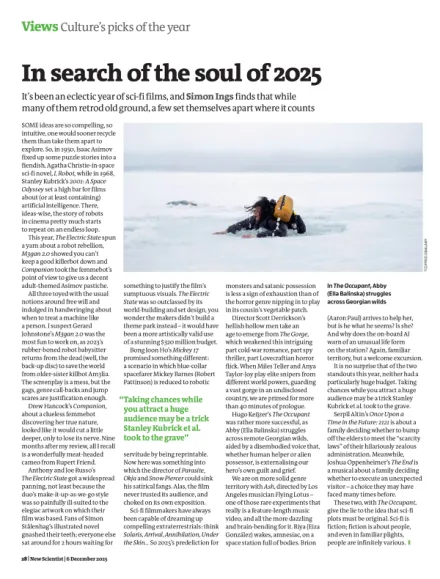 Views Culture's picks of the year
In search of the soul of 2025
It's been an eclectic year of sci-fi films, and Simon Ings finds that while
many of them retrod old ground, a few set themselves apart where it counts
SOME ideas are so compelling, so
intuitive, one would sooner recycle
them than take them apart to
explore. So, in 1950, Isaac Asimov
fixed up some puzzle stories into a
fiendish, Agatha Christie-in-space
sci-fi novel, I, Robot, while in 1968,
Stanley Kubrick's 2001: A Space
Odyssey set a high bar for films
about (or at least containing)
artificial intelligence. There,
ideas-wise, the story of robots
in cinema pretty much starts
to repeat on an endless loop.
This year, The Electric State spun
a yarn about a robot rebellion,
M3gan 2.0 showed you can't
keep a good killerbot down and
Companion took the femmebot's
point of view to give us a decent
adult-themed Asimov pastiche.
All three toyed with the usual
notions around free will and
indulged in handwringing about
when to treat a machine like
a person. I suspect Gerard
Johnstone's M3gan 2.0 was the
most fun to work on, as 2023's
rubber-boned robot babysitter
returns from the dead (well, the
back-up disc) to save the world
from older-sister killbot Amelia.
The screenplay is a mess, but the
gags, genre call-backs and jump
scares are justification enough.
Drew Hancock's Companion,
about a charless femmebot
discovering her true nature,
looked like it would cut a little
deeper, only to lose its nerve. Nine
months after my review, all I recall
is a wonderfully meat-headed
cameo from Rupert Friend.
Anthony and Joe Russo's
The Electric State got a widespread
panning, not least because the
duo's make-it-up-as-we-go style
was so painfully ill-suited to the
elegiac artwork on which their
film was based. Fans of Simon
Stålenhag's illustrated novel
gnashed their teeth; everyone else
sat around for 2 hours waiting for
something to justify the film's
sumptuous visuals. The Electric
State was so outclassed by its
world-building and set design, you
wonder the makers didn't build a
theme park instead – it would have
been a more artistically valid use
of a stunning $320 million budget.
Bong Joon Ho's Mickey 17
promised something different:
a scenario in which blue-collar
spacefarer Mickey Barnes (Robert
Pattinson) is reduced to robotic
"Taking chances while
you attract a huge
audience may be a trick
Stanley Kubrick et al.
took to the grave"
servitude by being reprintable.
Now here was something into
which the director of Parasite,
Okja and Snow Piercer could sink
his satirical fangs. Alas, the film
never trusted its audience, and
choked on its own exposition.
Sci-fi filmmakers have always
been capable of dreaming up
compelling extraterrestrials: think
Solaris, Arrival, Annihilation, Under
the Skin... So 2025's prediction for
monsters and satanic possession
is less a sign of exhaustion than of
the horror genre nipping in to play
in its cousin's vegetable patch.
Director Scott Derrickson's
hellish hollow men take an
age to emerge from The Gorge,
which weakened this intriguing
part cold-war romance, part spy
thriller, part Lovecraftian horror
flick. When Miles Teller and Anya
Taylor-Joy play elite snipers from
different world powers, guarding
a vast gorge in an undisclosed
country, we are primed for more
than 90 minutes of prologue.
Hugo Keijzer's The Occupant
was rather more successful, as
Abby (Ella Balinska) struggles
across remote Georgian wilds,
aided by a disembodied voice that,
whether human helper or alien
possessor, is externalising our
hero's own guilt and grief.
We are on more solid genre
territory with Ash, directed by Los
Angeles musician Flying Lotus –
one of those rare experiments that
really is a feature-length music
video, and all the more dazzling
and brain-bending for it. Riya (Eiza
González) wakes, amnesiac, on a
space station full of bodies. Brion
In The Occupant, Abby
(Ella Balinska) struggles
across Georgian wilds
(Aaron Paul) arrives to help her,
but is he what he seems? Is she?
And why does the on-board AI
warn of an unusual life form
on the station? Again, familiar
territory, but a welcome excursion.
It is no surprise that of the two
standouts this year, neither had a
particularly huge budget. Taking
chances while you attract a huge
audience may be a trick Stanley
Kubrick et al. took to the grave.
Serpil Altin's Once Upon a
Time in the Future: 2121 is about a
family deciding whether to bump
off the elders to meet the "scarcity
laws" of their hilariously zealous
administration. Meanwhile,
Joshua Oppenheimer's The End is
a musical about a family deciding
whether to execute an unexpected
visitor – a choice they may have
faced many times before.
These two, with The Occupant,
give the lie to the idea that sci-fi
plots must be original. Sci-fi is
fiction; fiction is about people,
and even in familiar plights,
people are infinitely various.
28 | New Scientist | 6 December 2025